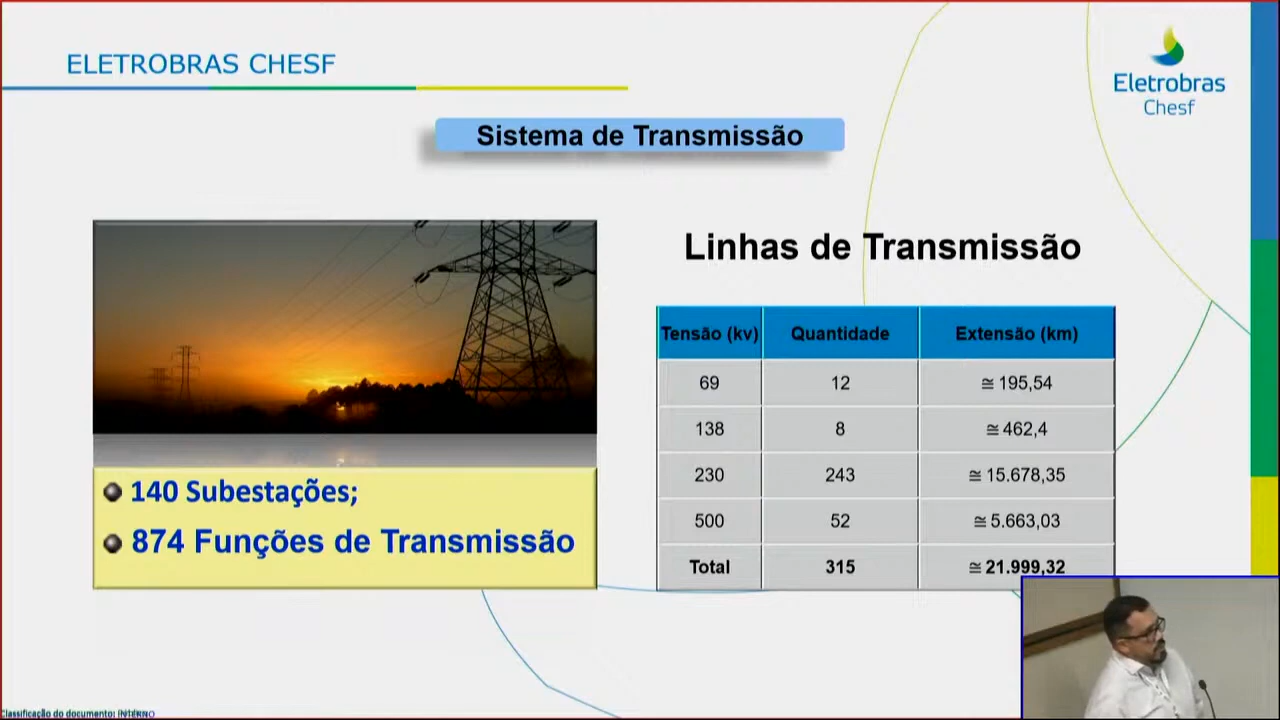 ELETROBRAS CHESF
Eletrobras
Chesf
Sistema de Transmissão
140 Subestações;
874 Funções de Transmissão
Linhas de Transmissão
Tensão (kv) Quantidade Extensão (km)
69 12 ≅ 195,54
138 8 ≅ 462,4
230 243 ≅ 15.678,35
500 52 ≅ 5.663,03
Total 315 ≅ 21.999,32
Classificação do documento: INTERNO